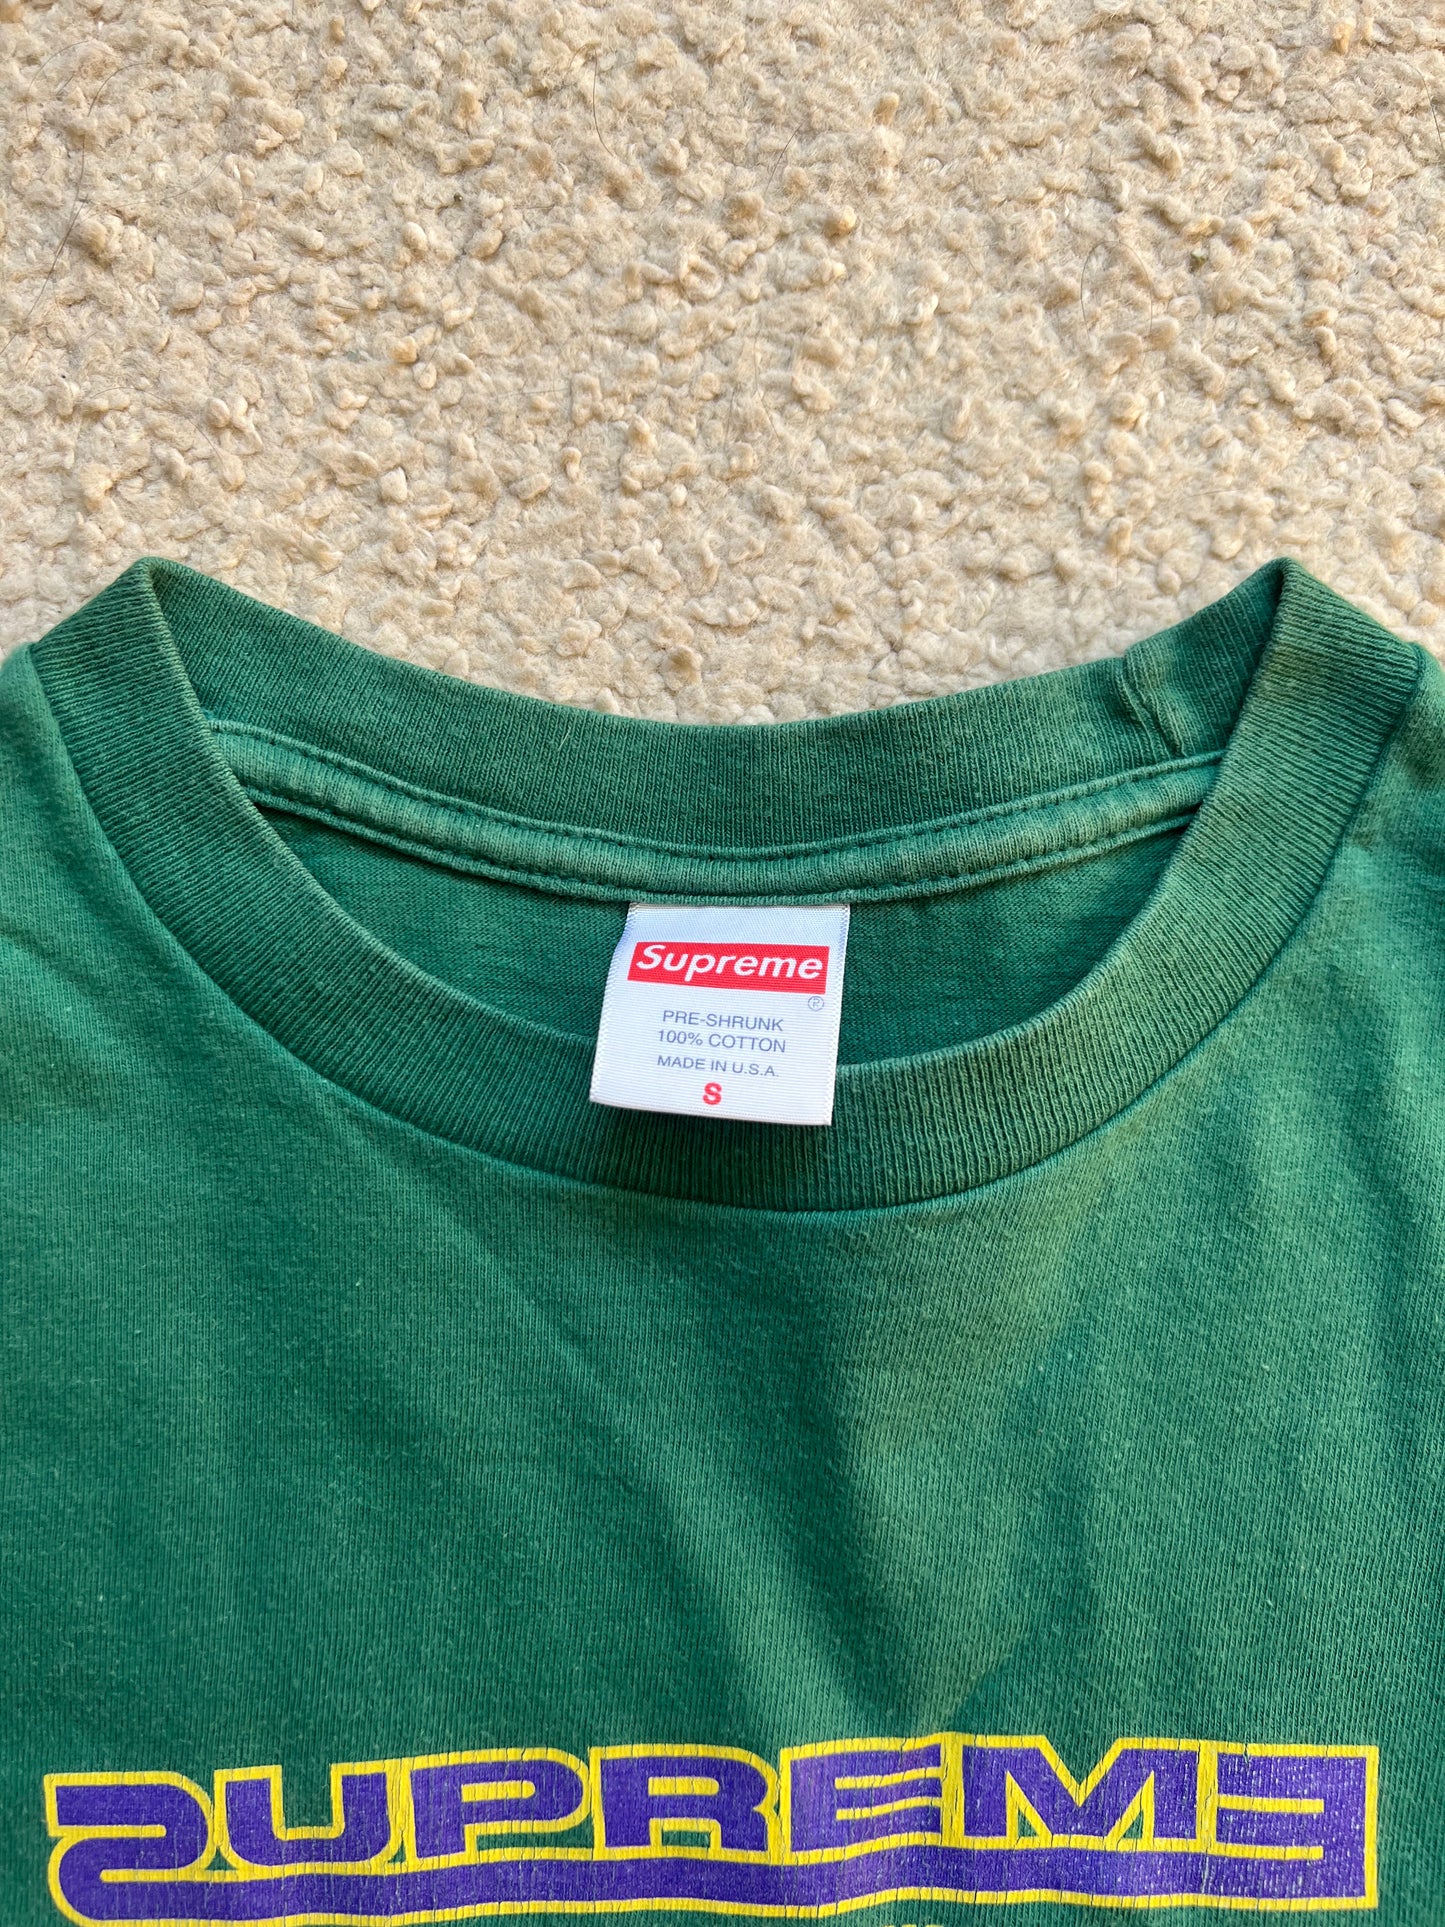 Supreme
®
PRE-SHRUNK
100% COTTON
MADE IN U.S.A.
S
SUPREME